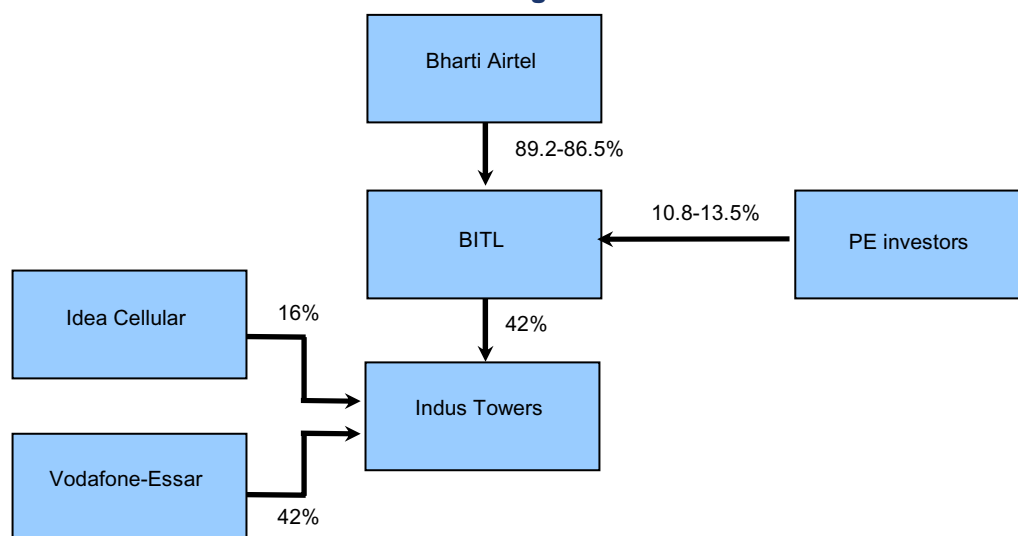 Bharti Airtel
89.2-86.5%
10.8-13.5%
BITL
PE investors
Idea Cellular
16%
42%
Indus Towers
Vodafone-Essar
42%